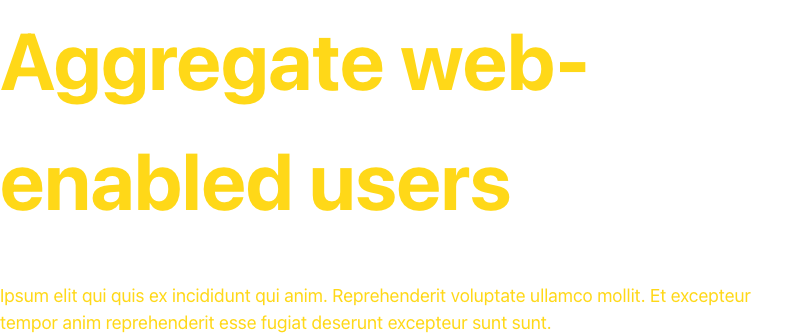 Aggregate web-
enabled users
Ipsum elit qui quis ex incididunt qui anim. Reprehenderit voluptate ullamco mollit. Et excepteur
tempor anim reprehenderit esse fugiat deserunt excepteur sunt sunt.